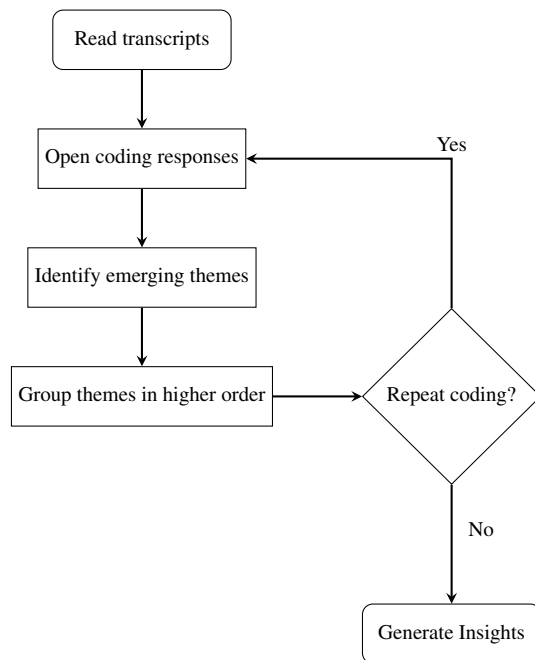 Read transcripts
Open coding responses
Yes
Identify emerging themes
Group themes in higher order
Repeat coding?
No
Generate Insights